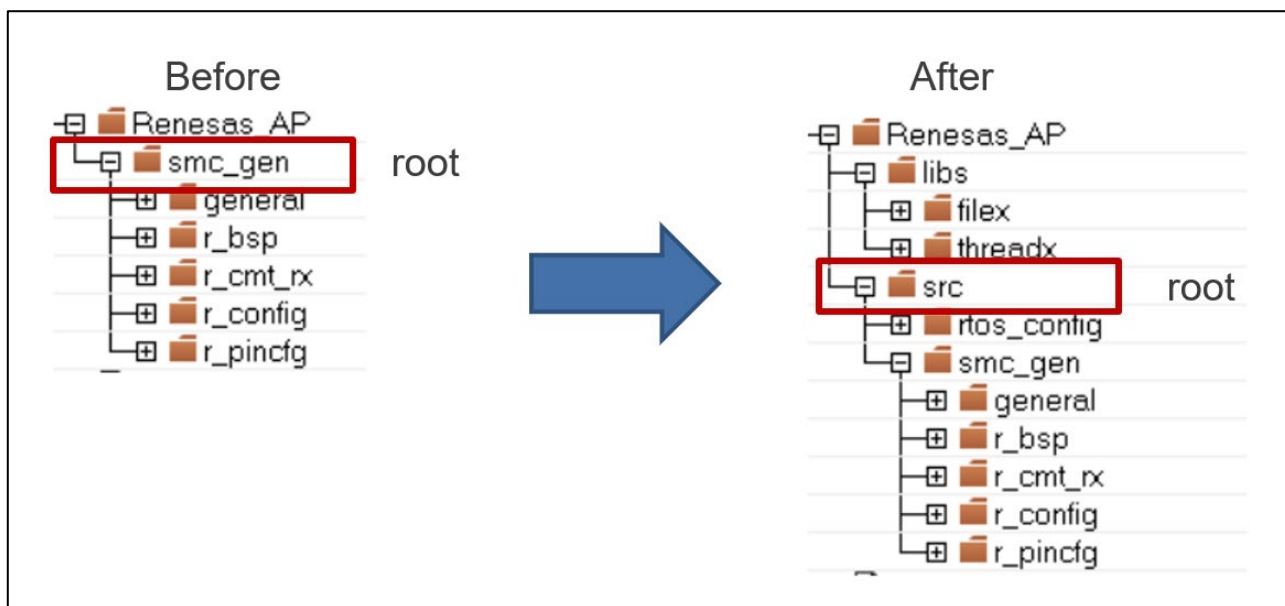 Before
Renesas_AP
smc_gen
root
general
r_bsp
r_cmt_rx
r_config
r_pincfg
After
Renesas_AP
libs
filex
threadx
src
root
rtos_config
smc_gen
general
r_bsp
r_cmt_rx
r_config
r_pincfg